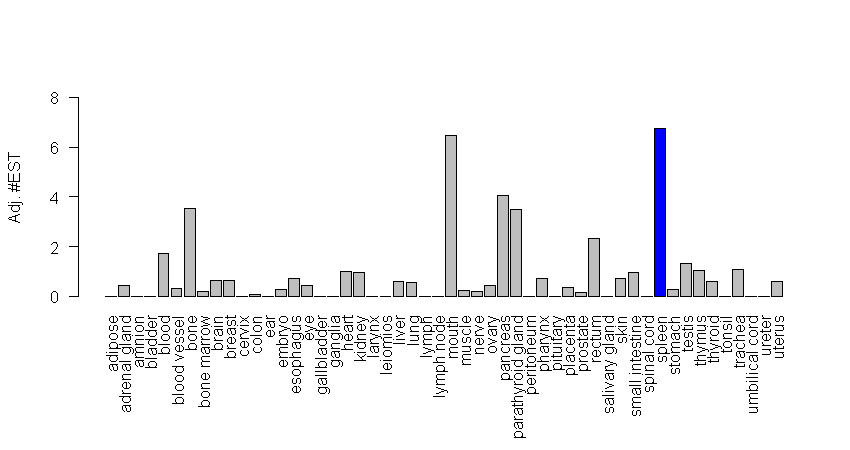 8
6
4
2
0
Adj. #EST
adipose
adrenal gland
amnion
bladder
blood
blood vessel
bone
bone marrow
brain
breast
cervix
colon
ear
embryo
esophagus
eye
gallbladder
ganglia
heart
kidney
larynx
leiomios
liver
lung
lymph
lymph node
mouth
muscle
nerve
ovary
pancreas
parathyroid gland
peritoneum
pharynx
pituitary
placenta
prostate
rectum
salivary gland
skin
small intestine
spinal cord
spleen
stomach
testis
thymus
thyroid
tonsil
trachea
umbilical cord
ureter
uterus